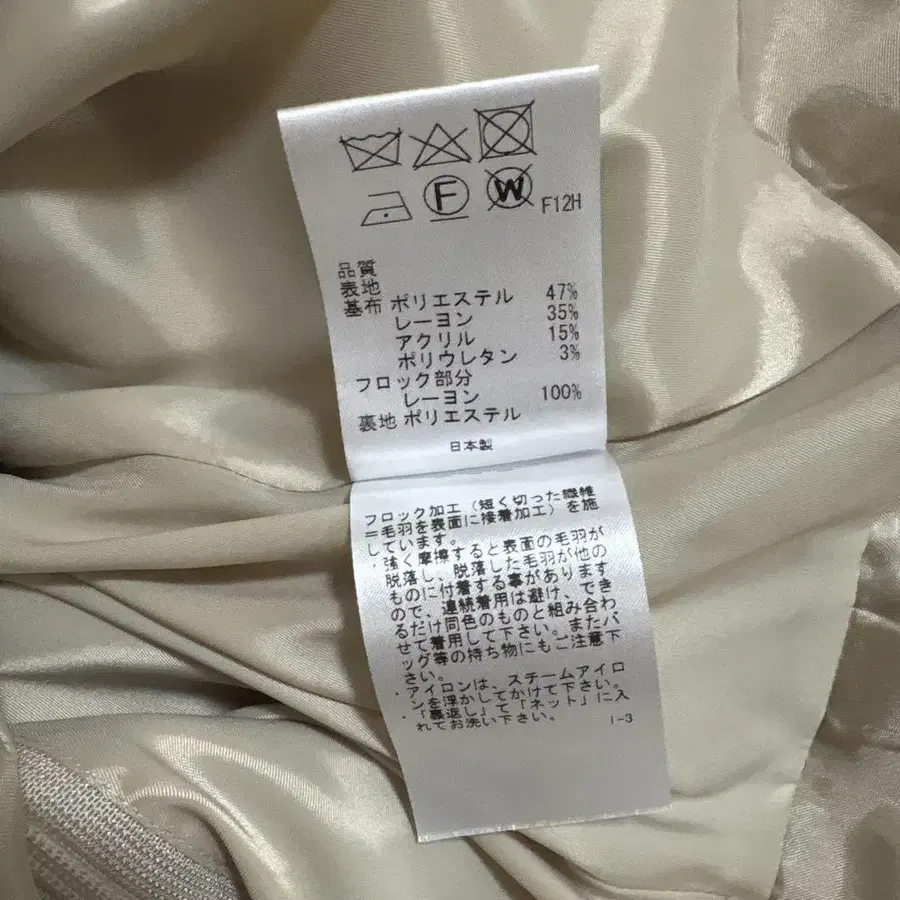 F
W
F12H
品質
表地
基布 ポリエステル 47%
レーヨン 35%
アクリル 15%
ポリウレタン 3%
フロック部分
レーヨン 100%
裏地 ポリエステル
日本製
フロック加工(短く切った繊維
=毛羽を表面に接着加工)を施
しています。
・強く摩擦すると表面の毛羽が
脱落し、脱落した毛羽が他の
ものに付着する事があります
ので、連続着用は避け、でき
るだけ同色のものと組み合わ
せて着用して下さい。またバ
ッグ等の持ち物にもご注意下
さい。
・アイロンは、スチームアイロ
ンを浮かしてかけて下さい。
・「裏返し」て「ネット」に入
れてお洗い下さい。
I-3